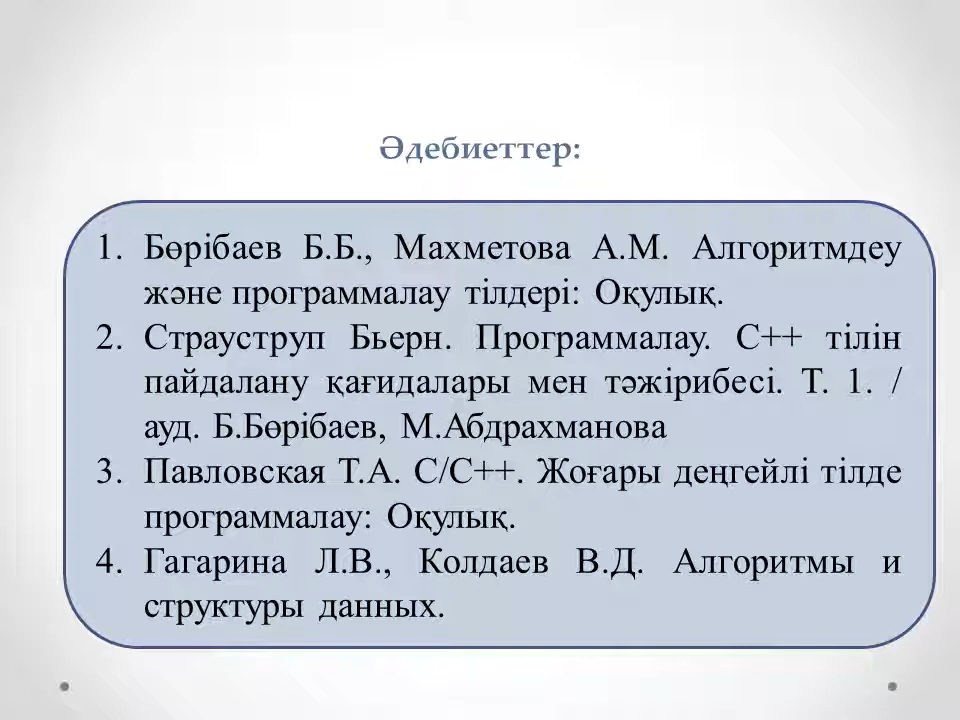 Әдебиеттер:
1. Бөрібаев Б.Б., Махметова А.М. Алгоритмдеу
және программалау тілдері: Оқулық.
2. Страуструп Бьерн. Программалау. С++ тілін
пайдалану қағидалары мен тәжірибесі. Т. 1. /
ауд. Б.Бөрібаев, М.Абдрахманова
3. Павловская Т.А. С/С++. Жоғары деңгейлі тілде
программалау: Оқулық.
4. Гагарина Л.В., Колдаев В.Д. Алгоритмы и
структуры данных.